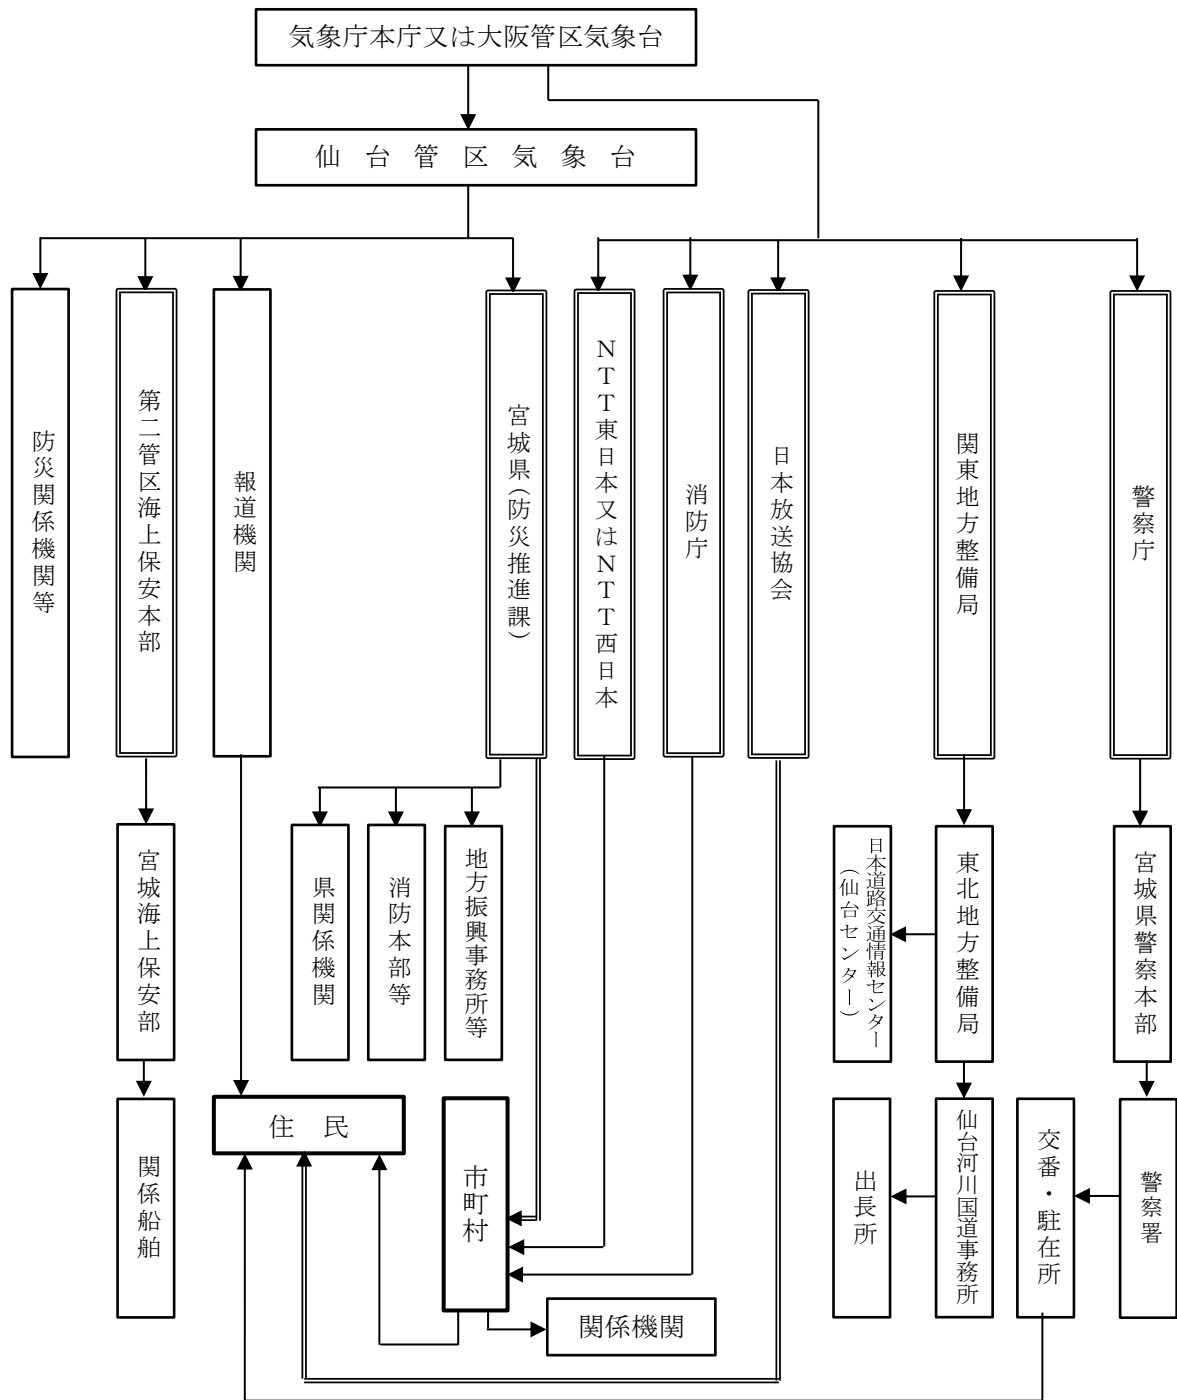 気象庁本庁又は大阪管区気象台
仙台管区気象台
防災関係機関等
第二管区海上保安本部
報道機関
宮城県（防災推進課）
ＮＴＴ東日本又はＮＴＴ西日本
消防庁
日本放送協会
関東地方整備局
警察庁
宮城海上保安部
県関係機関
消防本部等
地方振興事務所等
日本道路交通情報センター
（仙台センター）
東北地方整備局
宮城県警察本部
関係船舶
住民
市町村
出長所
仙台河川国道事務所
交番・駐在所
警察署
関係機関